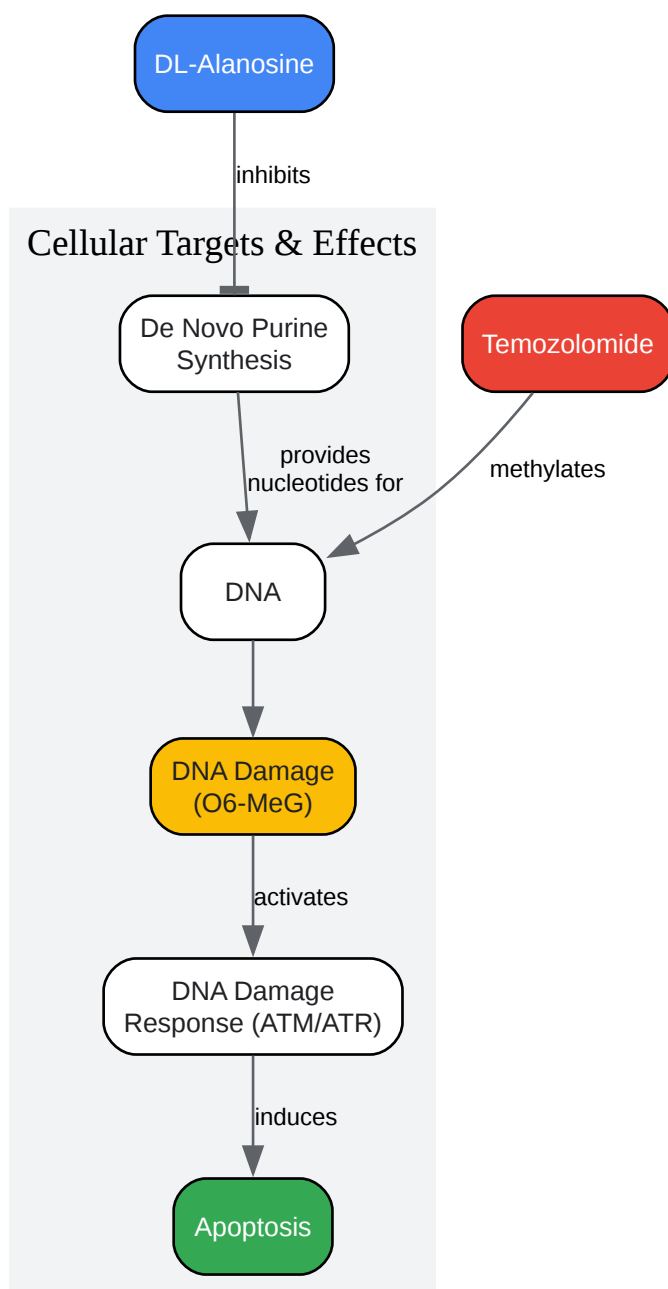 DL-Alanosine
inhibits
Cellular Targets & Effects
De Novo Purine
Synthesis
Temozolomide
provides
nucleotides for
methylates
DNA
DNA Damage
(O6-MeG)
activates
DNA Damage
Response (ATM/ATR)
induces
Apoptosis